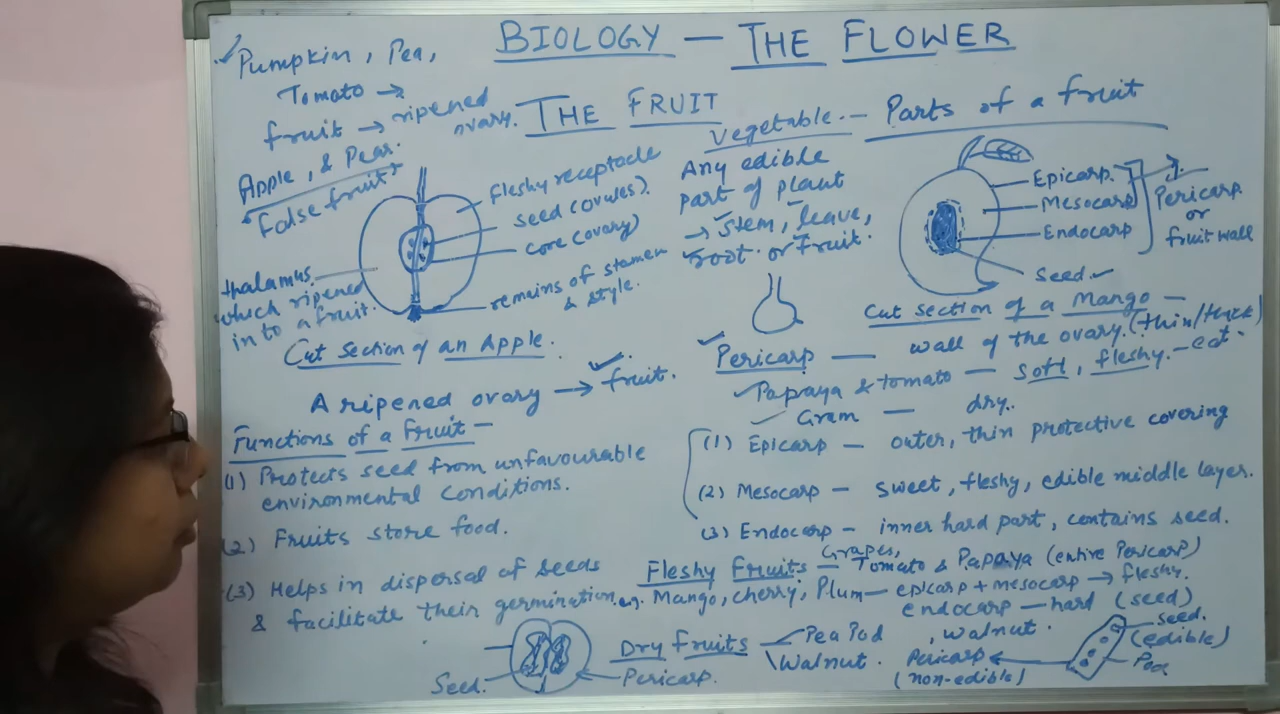 BIOLOGY — THE FLOWER
✓Pumpkin, Pea,
Tomato →
fruit → ripened
ovary.
Apple, & Pear.
False fruit
THE FRUIT
fleshy receptacle
seed (ovules).
core (ovary)
remains of stamen
& style.
thalamus
which ripened
in to a fruit.
Cut section of an Apple.
A ripened ovary → fruit.
Functions of a Fruit —
(1) Protects seed from unfavourable
environmental conditions.
(2) Fruits store food.
(3) Helps in dispersal of seeds
& facilitate their germination.
Vegetable. —
Any edible
part of plant
→ stem, leave,
root or fruit.
Parts of a fruit
Epicarp.
Mesocarp
Endocarp
Pericarp
or
fruit wall
Seed
Cut section of a Mango —
Pericarp — wall of the ovary. (thin/thick)
Papaya & tomato — soft, fleshy. — eat.
Gram — dry.
(1) Epicarp — outer, thin protective covering
(2) Mesocarp — sweet, fleshy, edible middle layer.
(3) Endocarp — inner hard part, contains seed.
Fleshy Fruits — Grapes, Tomato & Papaya (entire Pericarp)
e.g. Mango, cherry, Plum — epicarp + mesocarp → fleshy.
endocarp — hard (seed)
Dry fruits — Pea Pod, walnut.
Walnut.
Seed.
Pericarp.
Pericarp
(non-edible)
seed.
(edible)
Pod